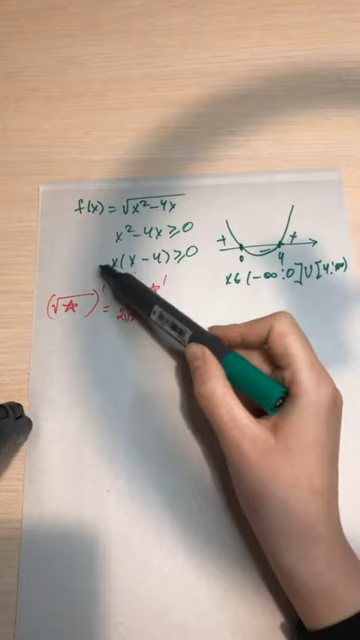 f(x) = √x²-4x
x²-4x ≥ 0
x(x-4) ≥ 0
+ - +
0 4
x∈(-∞:0]∪[4:∞)
(√☆)' = ☆'